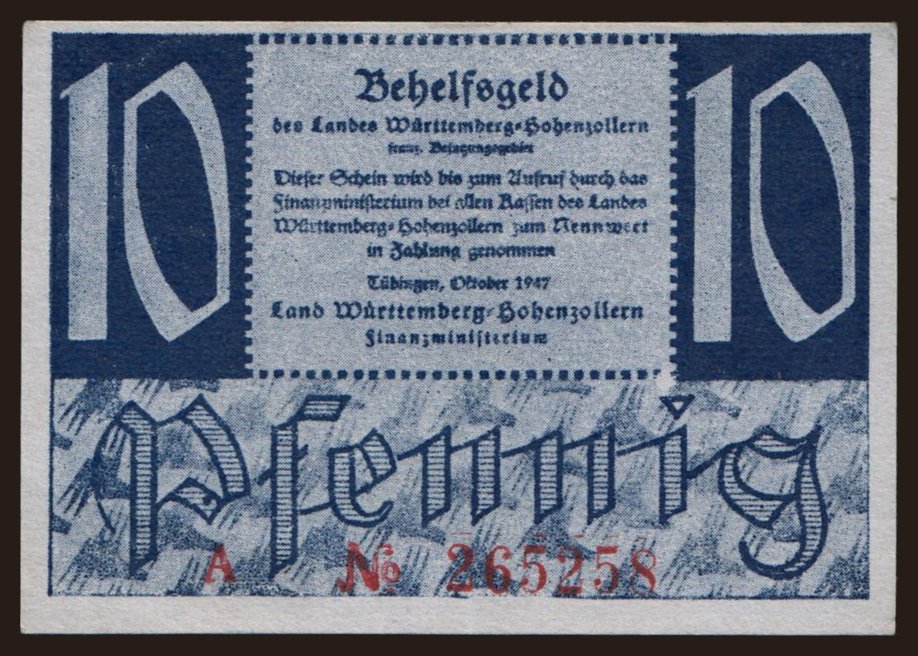 10
10
Behelfsgeld
des Landes Württemberg-Hohenzollern
franz. Besatzungsgebiet
Dieser Schein wird bis zum Aufruf durch das
Finanzministerium bei allen Kassen des Landes
Württemberg-Hohenzollern zum Nennwert
in Zahlung genommen
Tübingen, Oktober 1947
Land Württemberg-Hohenzollern
Finanzministerium
Pfennig
A № 265258